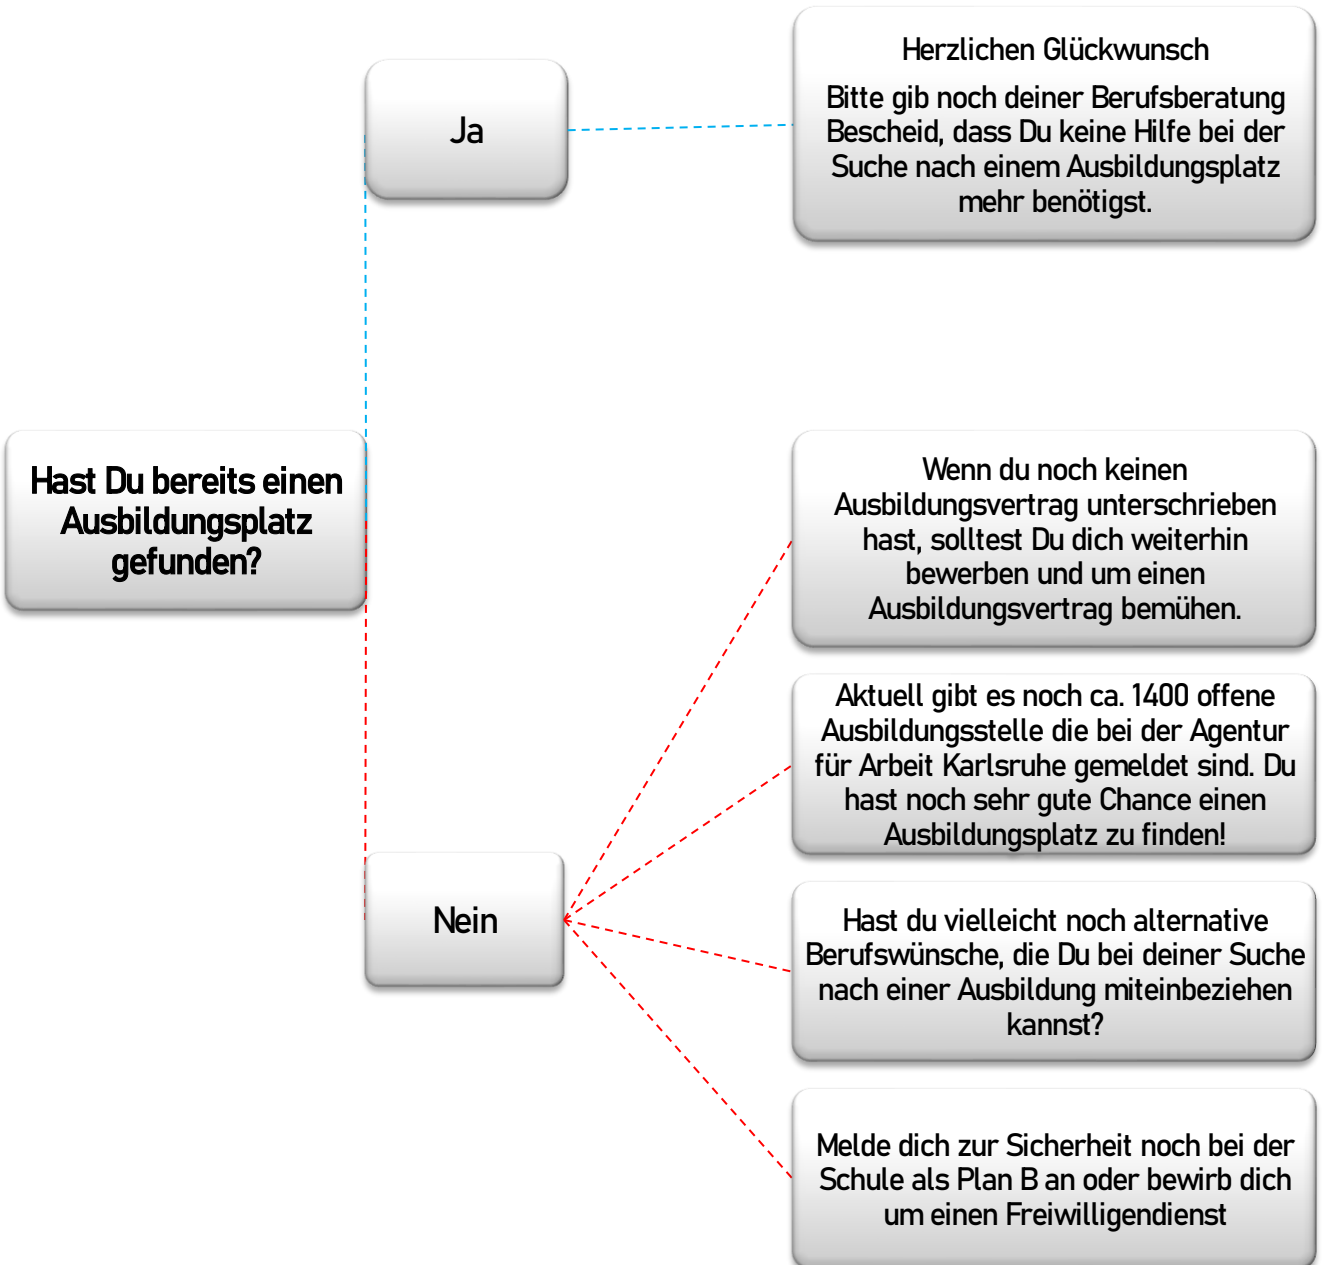 Herzlichen Glückwunsch
Bitte gib noch deiner Berufsberatung
Bescheid, dass Du keine Hilfe bei der
Suche nach einem Ausbildungsplatz
mehr benötigst.
Ja
Hast Du bereits einen
Ausbildungsplatz
gefunden?
Wenn du noch keinen
Ausbildungsvertrag unterschrieben
hast, solltest Du dich weiterhin
bewerben und um einen
Ausbildungsvertrag bemühen.
Aktuell gibt es noch ca. 1400 offene
Ausbildungsstelle die bei der Agentur
für Arbeit Karlsruhe gemeldet sind. Du
hast noch sehr gute Chance einen
Ausbildungsplatz zu finden!
Nein
Hast du vielleicht noch alternative
Berufswünsche, die Du bei deiner Suche
nach einer Ausbildung miteinbeziehen
kannst?
Melde dich zur Sicherheit noch bei der
Schule als Plan B an oder bewirb dich
um einen Freiwilligendienst